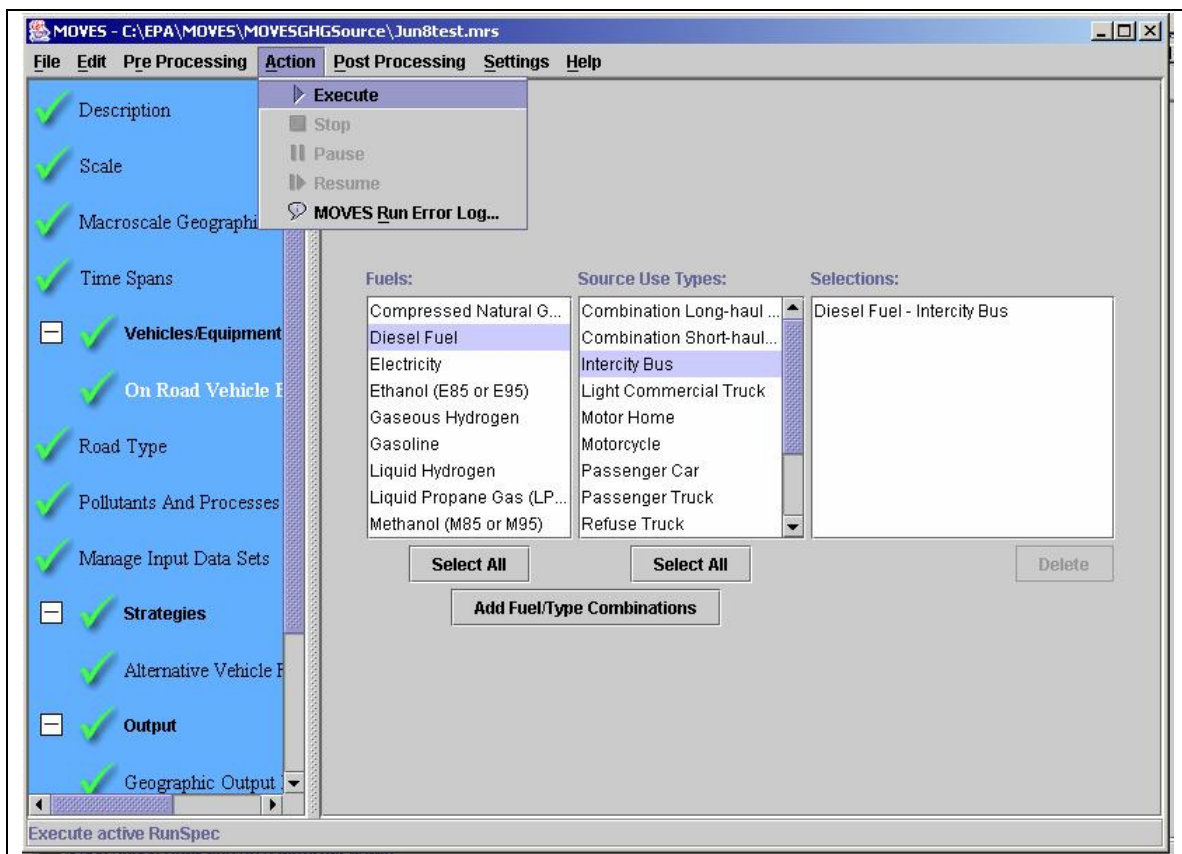 MOVES - C:\EPA\MOVES\MOVESGHGSource\Jun8test.mrs
File Edit Pre Processing Action Post Processing Settings Help
Execute
Stop
Pause
Resume
MOVES Run Error Log...
Description
Scale
Macroscale Geographi
Time Spans
Vehicles/Equipment
On Road Vehicle E
Road Type
Pollutants And Processes
Manage Input Data Sets
Strategies
Alternative Vehicle F
Output
Geographic Output
Fuels:
Compressed Natural G...
Diesel Fuel
Electricity
Ethanol (E85 or E95)
Gaseous Hydrogen
Gasoline
Liquid Hydrogen
Liquid Propane Gas (LP...
Methanol (M85 or M95)
Select All
Source Use Types:
Combination Long-haul ...
Combination Short-haul...
Intercity Bus
Light Commercial Truck
Motor Home
Motorcycle
Passenger Car
Passenger Truck
Refuse Truck
Select All
Add Fuel/Type Combinations
Selections:
Diesel Fuel - Intercity Bus
Delete
Execute active RunSpec